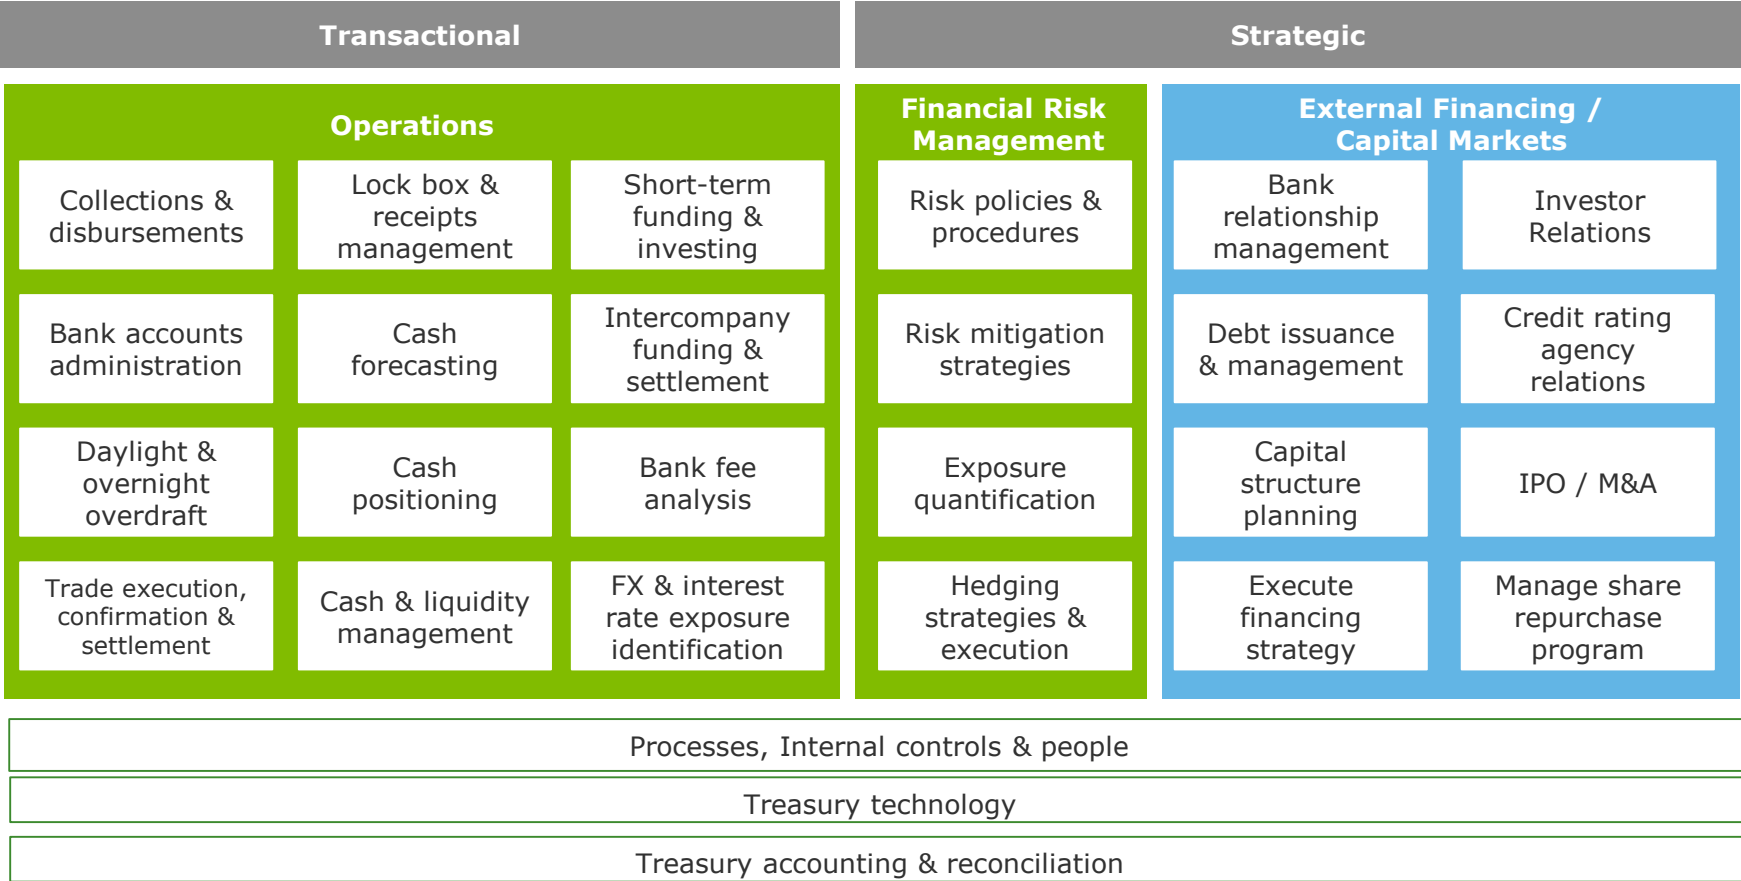 Transactional
Strategic
Operations
Collections &
disbursements
Lock box &
receipts
management
Short-term
funding &
investing
Bank accounts
administration
Cash
forecasting
Intercompany
funding &
settlement
Daylight &
overnight
overdraft
Cash
positioning
Bank fee
analysis
Trade execution,
confirmation &
settlement
Cash & liquidity
management
FX & interest
rate exposure
identification
Financial Risk
Management
Risk policies &
procedures
Risk mitigation
strategies
Exposure
quantification
Hedging
strategies &
execution
External Financing /
Capital Markets
Bank
relationship
management
Investor
Relations
Debt issuance
& management
Credit rating
agency
relations
Capital
structure
planning
IPO / M&A
Execute
financing
strategy
Manage share
repurchase
program
Processes, Internal controls & people
Treasury technology
Treasury accounting & reconciliation